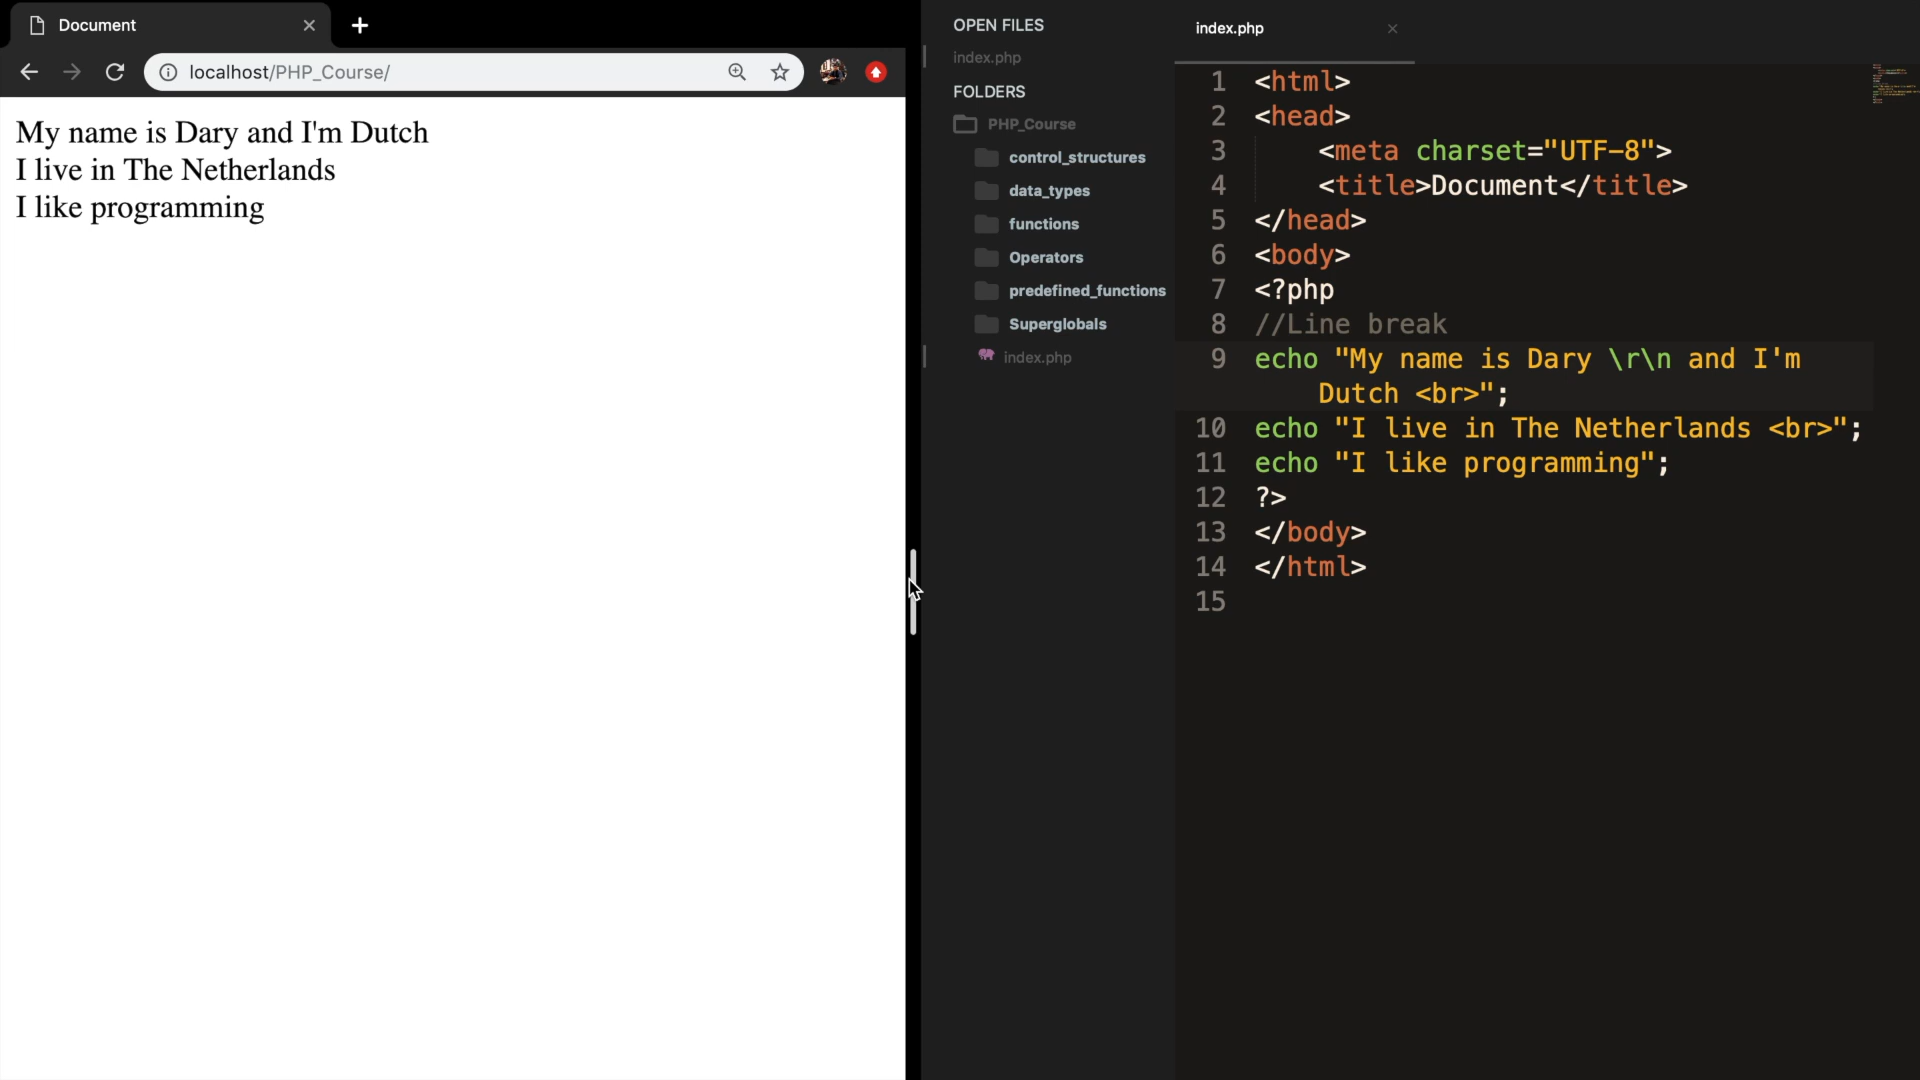 Document
localhost/PHP_Course/
My name is Dary and I'm Dutch
I live in The Netherlands
I like programming
OPEN FILES
index.php
FOLDERS
PHP_Course
control_structures
data_types
functions
Operators
predefined_functions
Superglobals
index.php
index.php
1 <html>
2 <head>
3 <meta charset="UTF-8">
4 <title>Document</title>
5 </head>
6 <body>
7 <?php
8 //Line break
9 echo "My name is Dary \r\n and I'm
Dutch <br>";
10 echo "I live in The Netherlands <br>";
11 echo "I like programming";
12 ?>
13 </body>
14 </html>
15